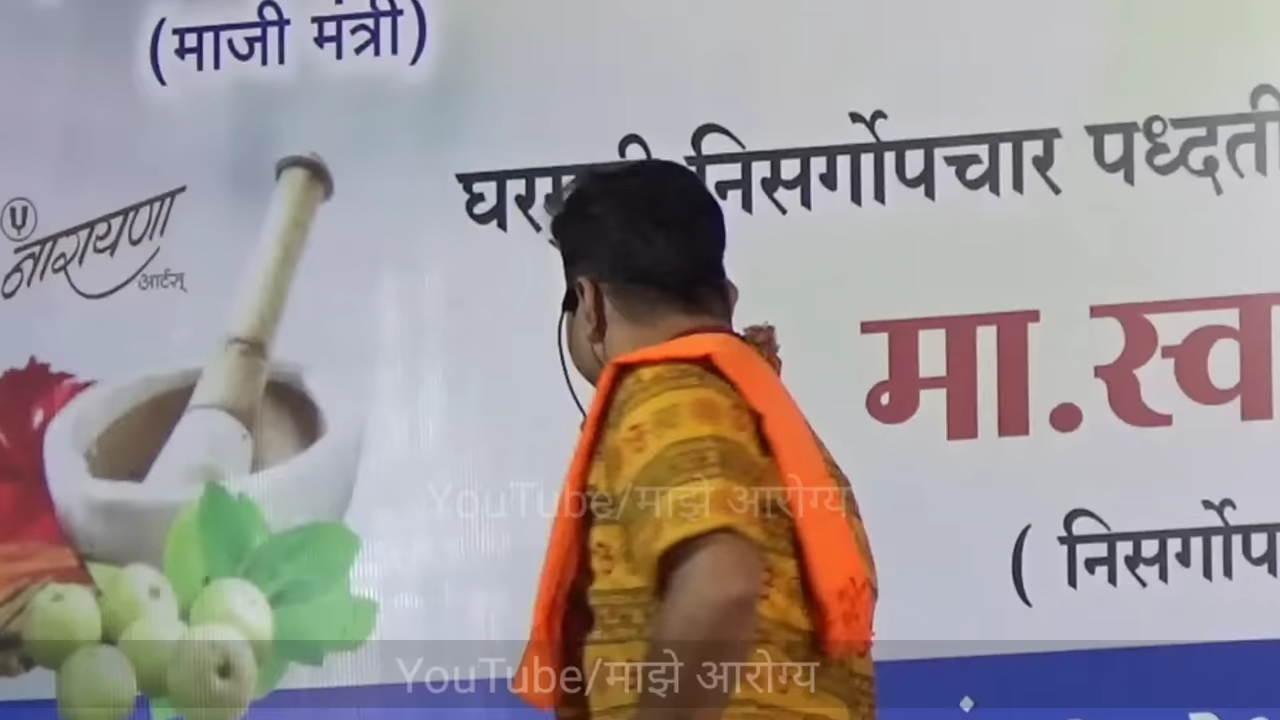 (माजी मंत्री)
निसर्गोपचार पध्दती
नारायणा
आर्टस्
मा.स्व
YouTube/माझे आरोग्य
( निसर्गोप
YouTube/माझे आरोग्य